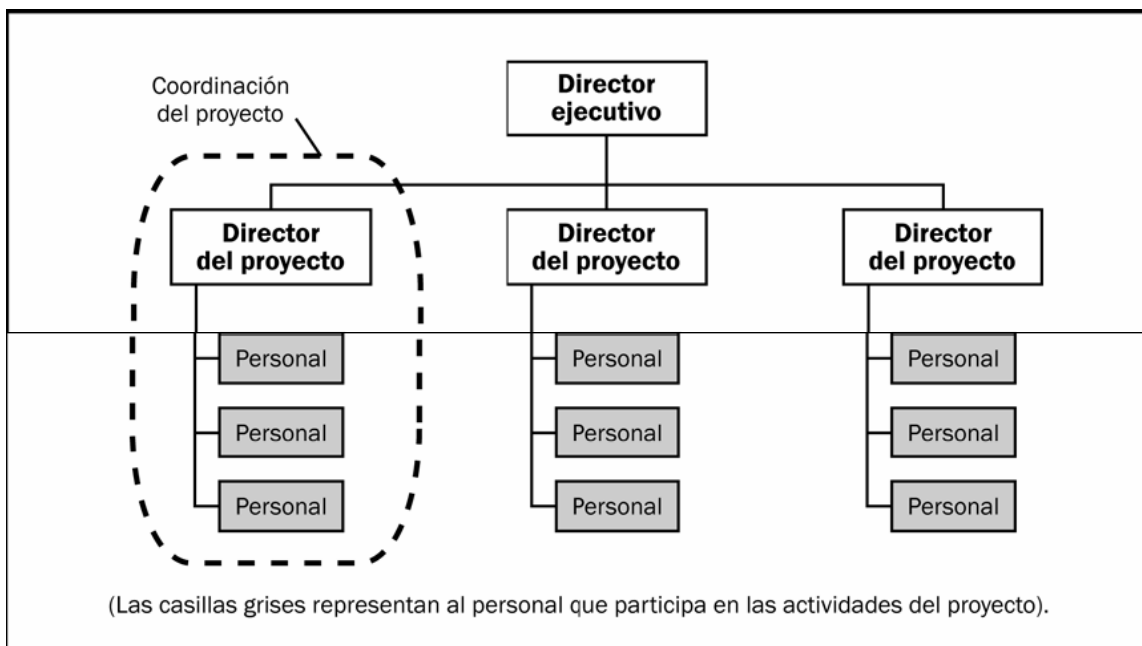 Coordinación
del proyecto
Director
ejecutivo
Director
del proyecto
Director
del proyecto
Director
del proyecto
Personal
Personal
Personal
Personal
Personal
Personal
Personal
Personal
Personal
(Las casillas grises representan al personal que participa en las actividades del proyecto).